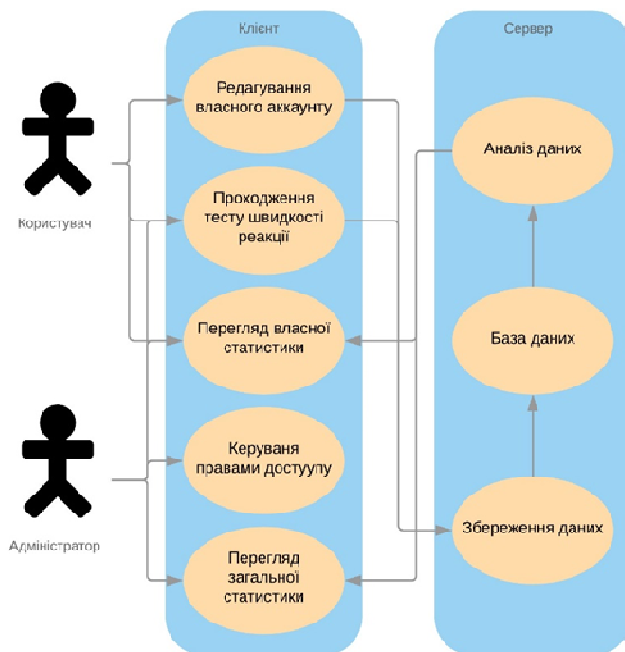 Клієнт
Сервер
Редагування
власного аккаунту
Аналіз даних
Проходження
тесту швидкості
реакції
Користувач
Перегляд власної
статистики
База даних
Керуваня
правами достуупу
Збереження даних
Адміністратор
Перегляд
загальної
статистики